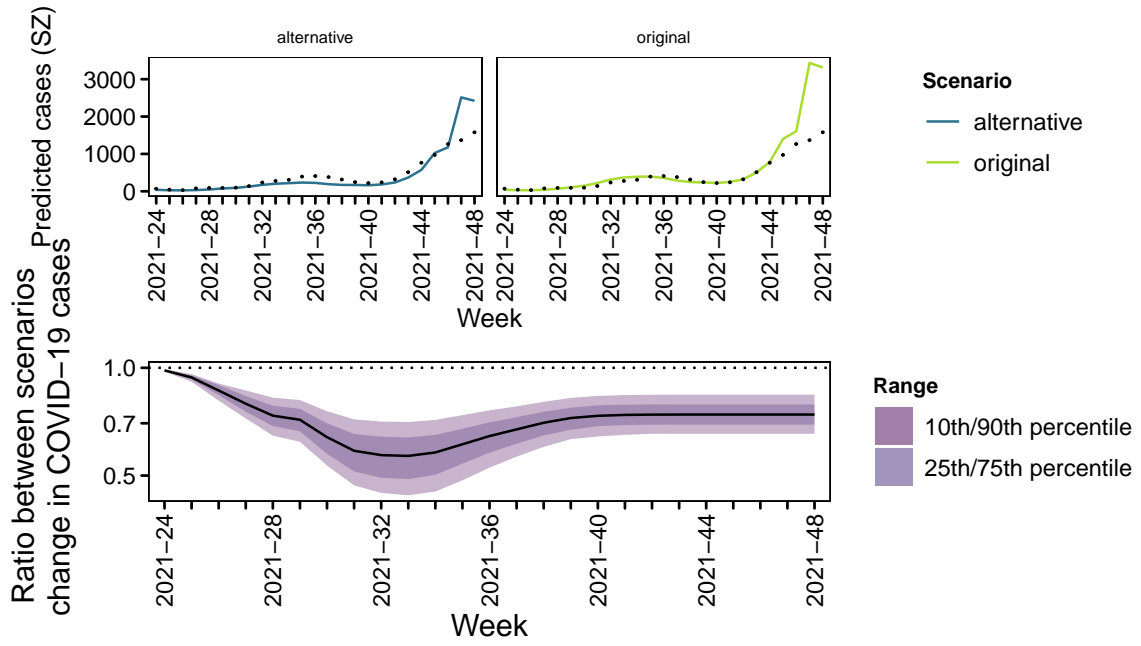 Predicted cases (SZ)
alternative
original
3000
2000
1000
0
2021−24
2021−28
2021−32
2021−36
2021−40
2021−44
2021−48
2021−24
2021−28
2021−32
2021−36
2021−40
2021−44
2021−48
Week
Scenario
alternative
original
Ratio between scenarios
change in COVID−19 cases
1.0
0.7
0.5
2021−24
2021−28
2021−32
2021−36
2021−40
2021−44
2021−48
Week
Range
10th/90th percentile
25th/75th percentile